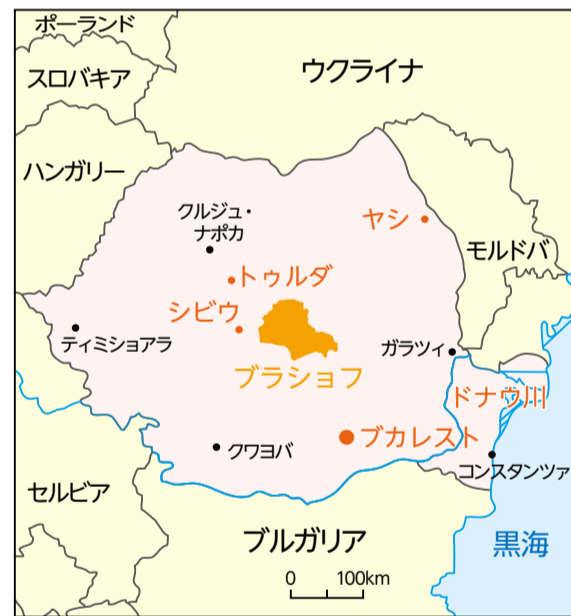 ポーランド
スロバキア
ウクライナ
ハンガリー
クルジュ・
ナポカ
ヤシ
モルドバ
トゥルダ
シビウ
ティミショアラ
ガラツィ
ブラショフ
ドナウ川
ブカレスト
クワヨバ
コンスタンツァ
セルビア
ブルガリア
黒海
0 100km